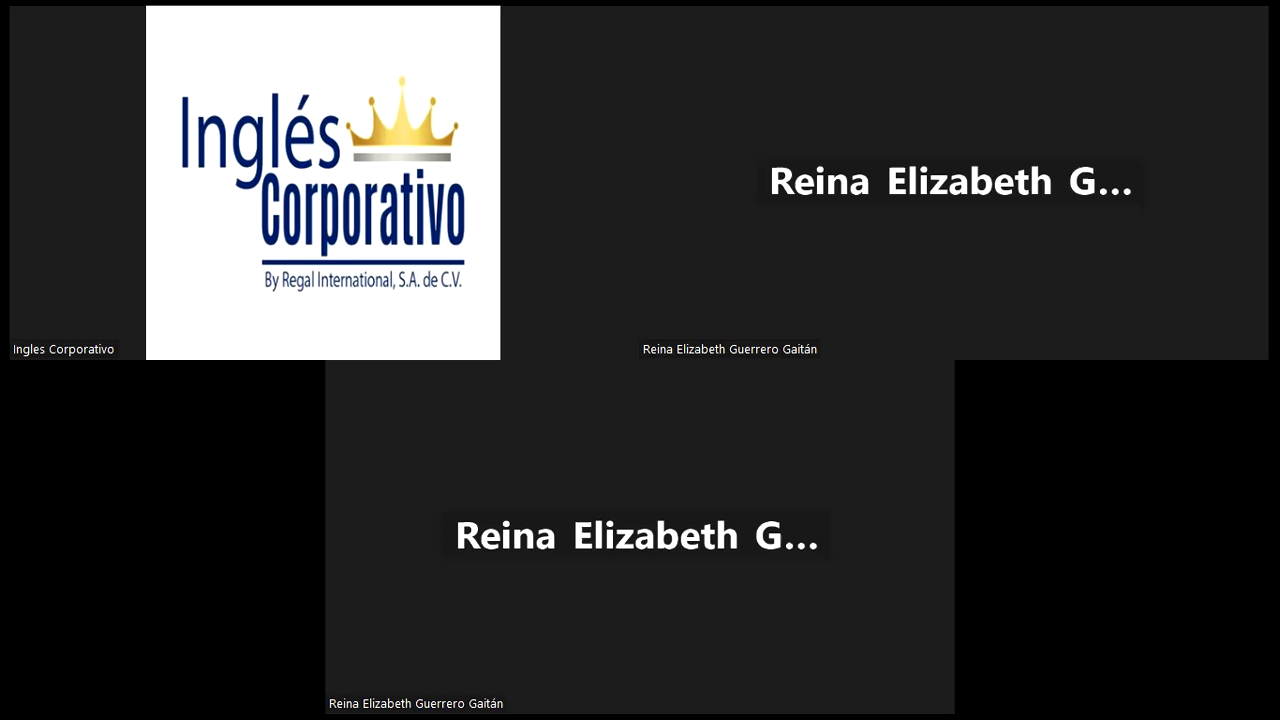 Inglés
Corporativo
By Regal International, S.A. de C.V.
Ingles Corporativo
Reina Elizabeth G...
Reina Elizabeth Guerrero Gaitán
Reina Elizabeth G...
Reina Elizabeth Guerrero Gaitán